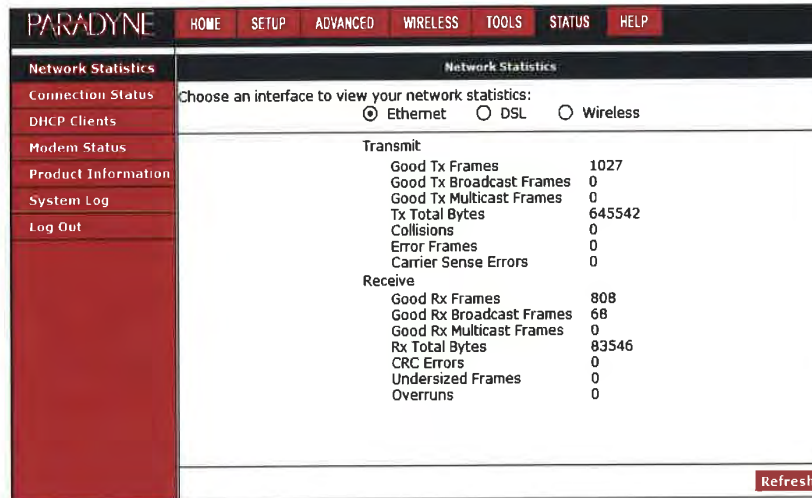 PARADYNE
HOME SETUP ADVANCED WIRELESS TOOLS STATUS HELP
Network Statistics
Connection Status
DHCP Clients
Modem Status
Product Information
System Log
Log Out
Network Statistics
Choose an interface to view your network statistics:
Ethernet DSL Wireless
Transmit
Good Tx Frames 1027
Good Tx Broadcast Frames 0
Good Tx Multicast Frames 0
Tx Total Bytes 645542
Collisions 0
Error Frames 0
Carrier Sense Errors 0
Receive
Good Rx Frames 808
Good Rx Broadcast Frames 68
Good Rx Multicast Frames 0
Rx Total Bytes 83546
CRC Errors 0
Undersized Frames 0
Overruns 0
Refresh